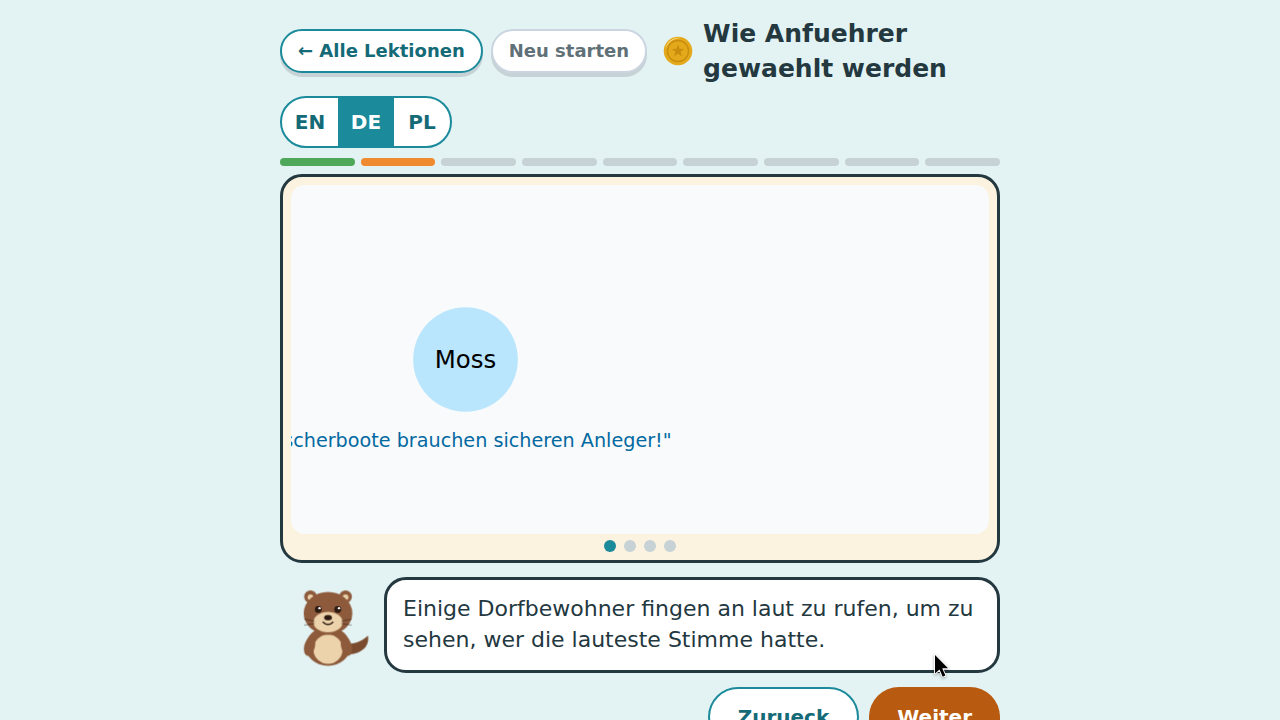 ← Alle Lektionen
Neu starten
Wie Anfuehrer
gewaehlt werden
EN DE PL
Moss
scherboote brauchen sicheren Anleger!"
Einige Dorfbewohner fingen an laut zu rufen, um zu
sehen, wer die lauteste Stimme hatte.
Zurueck
Weiter